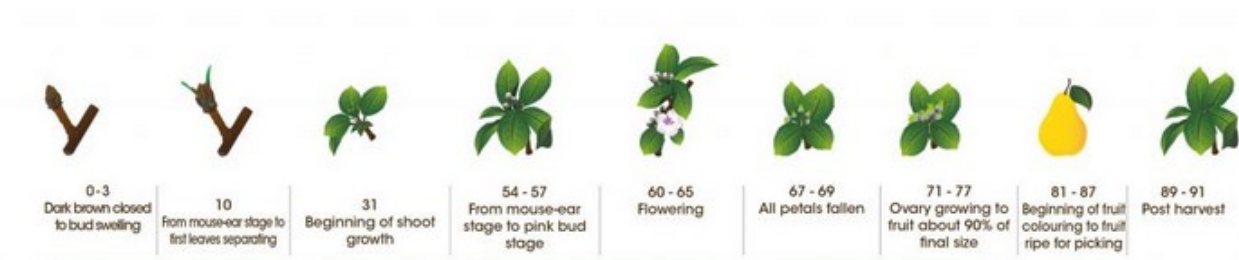 0-3
Dark brown closed
to bud swelling
10
From mouse-ear stage to
first leaves separating
31
Beginning of shoot
growth
54 - 57
From mouse-ear
stage to pink bud
stage
60 - 65
Flowering
67 - 69
All petals fallen
71 - 77
Ovary growing to
fruit about 90% of
final size
81 - 87
Beginning of fruit
colouring to fruit
ripe for picking
89 - 91
Post harvest